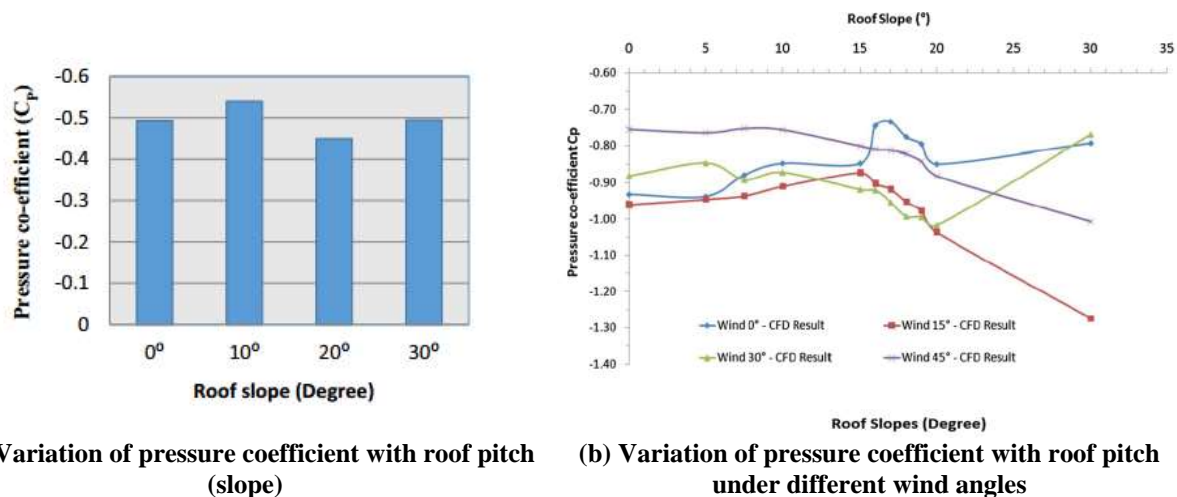 -0.6
-0.5
-0.4
-0.3
-0.2
-0.1
0
Pressure co-efficient (CP)
0⁰ 10⁰ 20⁰ 30⁰
Roof slope (Degree)
Variation of pressure coefficient with roof pitch
(slope)
Roof Slope (°)
0 5 10 15 20 25 30 35
-0.60
-0.70
-0.80
-0.90
-1.00
-1.10
-1.20
-1.30
-1.40
Pressure co-efficient Cp
Wind 0° - CFD Result Wind 15° - CFD Result
Wind 30° - CFD Result Wind 45° - CFD Result
Roof Slopes (Degree)
(b) Variation of pressure coefficient with roof pitch
under different wind angles